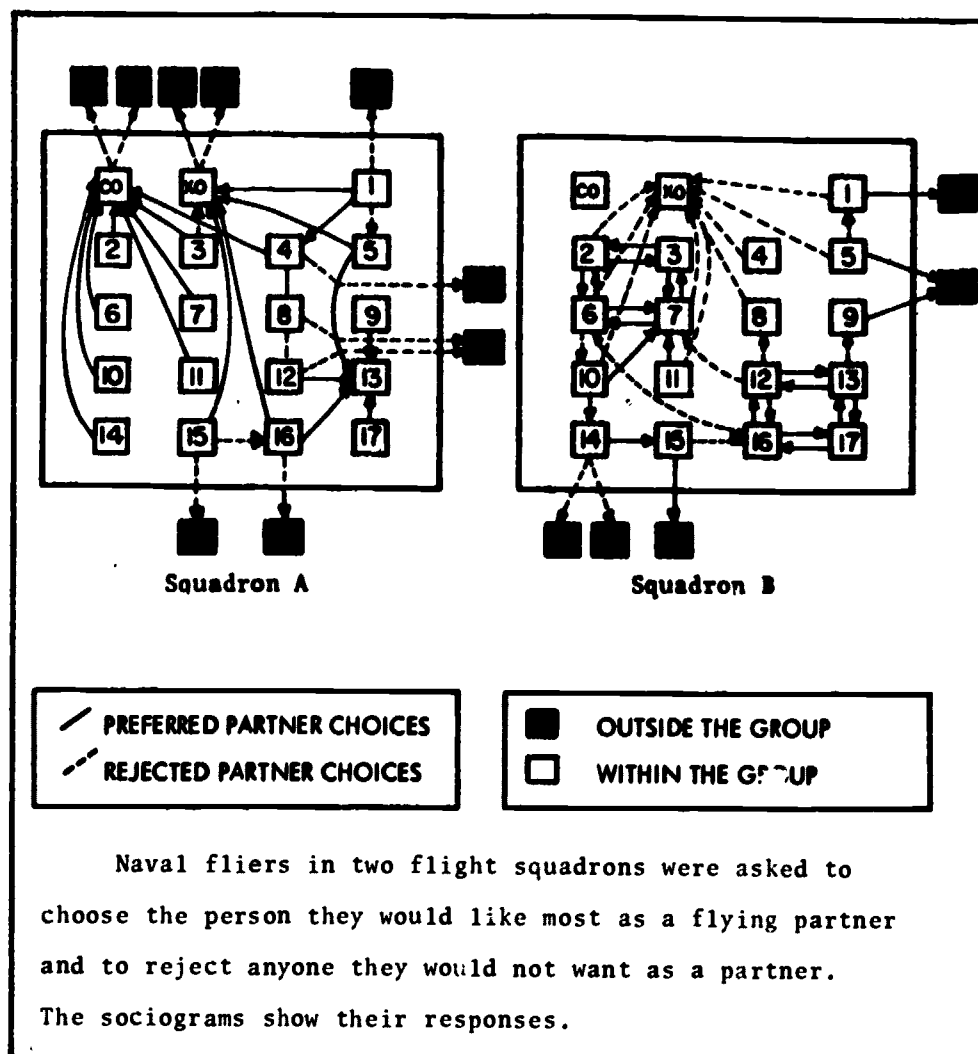 CO XO 1
2 3 4 5
6 7 8 9
10 11 12 13
14 15 16 17
Squadron A
CO XO 1
2 3 4 5
6 7 8 9
10 11 12 13
14 15 16 17
Squadron B
PREFERRED PARTNER CHOICES
REJECTED PARTNER CHOICES
OUTSIDE THE GROUP
WITHIN THE GROUP
Naval fliers in two flight squadrons were asked to
choose the person they would like most as a flying partner
and to reject anyone they would not want as a partner.
The sociograms show their responses.